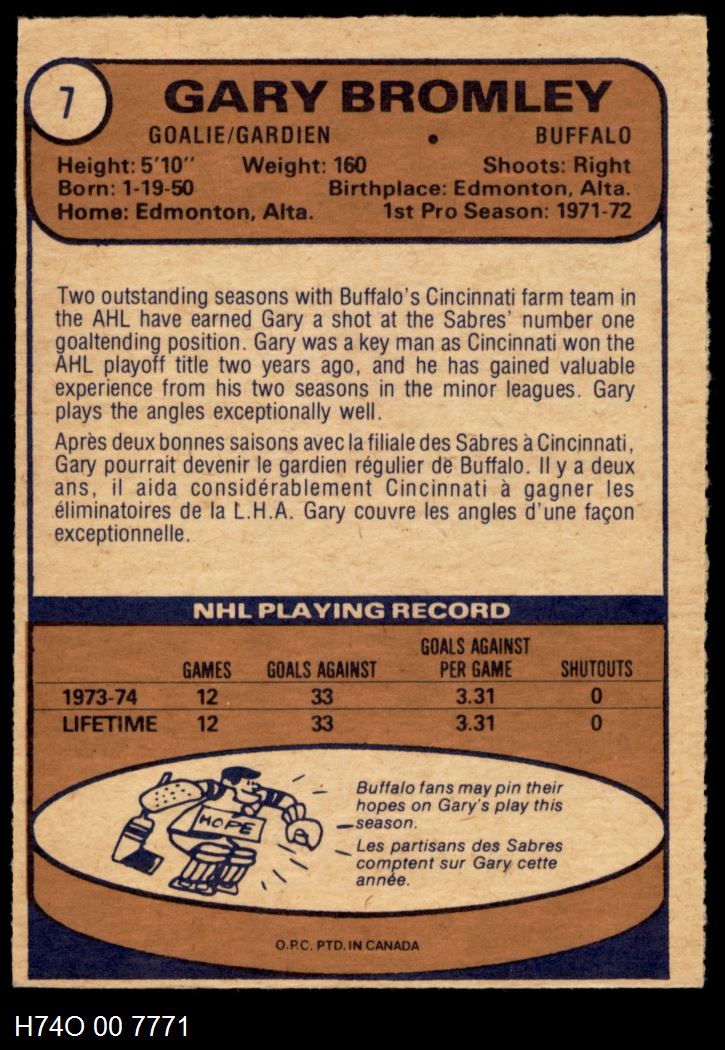 7
GARY BROMLEY
GOALIE/GARDIEN • BUFFALO
Height: 5'10" Weight: 160 Shoots: Right
Born: 1-19-50 Birthplace: Edmonton, Alta.
Home: Edmonton, Alta. 1st Pro Season: 1971-72
Two outstanding seasons with Buffalo's Cincinnati farm team in
the AHL have earned Gary a shot at the Sabres' number one
goaltending position. Gary was a key man as Cincinnati won the
AHL playoff title two years ago, and he has gained valuable
experience from his two seasons in the minor leagues. Gary
plays the angles exceptionally well.
Après deux bonnes saisons avec la filiale des Sabres à Cincinnati,
Gary pourrait devenir le gardien régulier de Buffalo. Il y a deux
ans, il aida considérablement Cincinnati à gagner les
éliminatoires de la L.H.A. Gary couvre les angles d'une façon
exceptionnelle.
NHL PLAYING RECORD
GAMES GOALS AGAINST GOALS AGAINST PER GAME SHUTOUTS
1973-74 12 33 3.31 0
LIFETIME 12 33 3.31 0
HOPE
Buffalo fans may pin their
hopes on Gary's play this
season.
Les partisans des Sabres
comptent sur Gary cette
année.
O.P.C. PTD. IN CANADA
H74O 00 7771